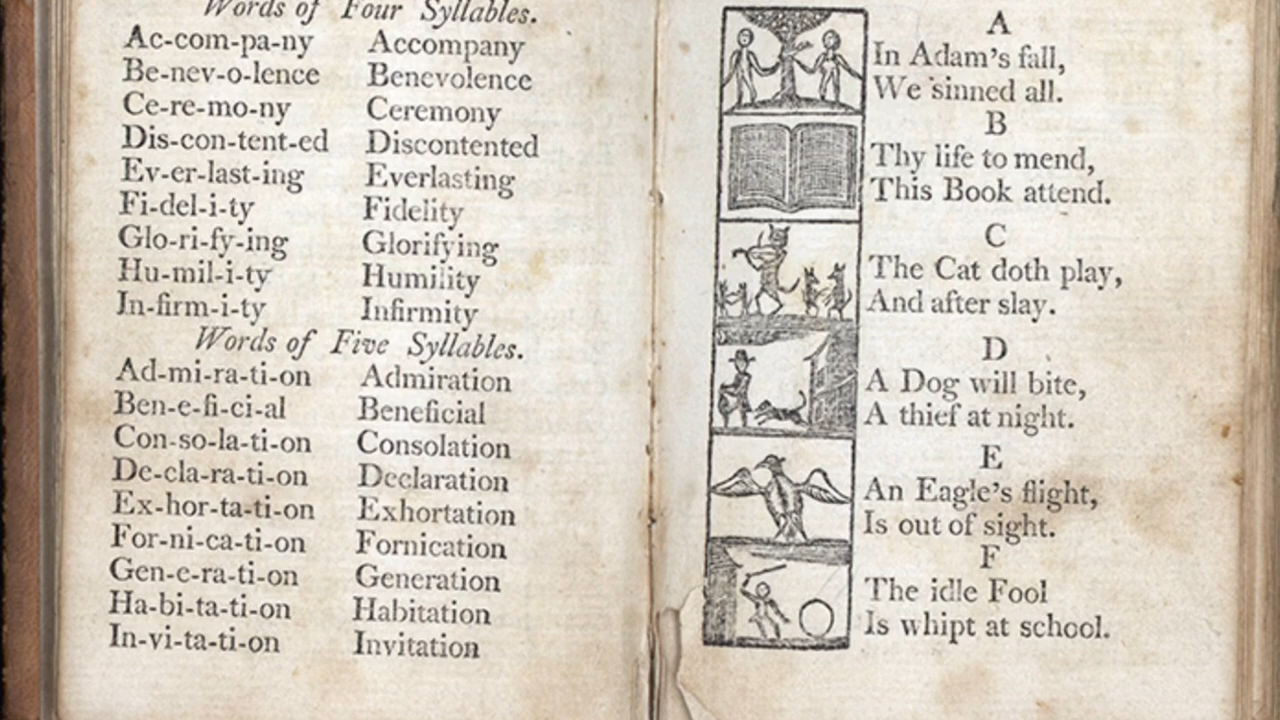 Words of Four Syllables.
Ac-com-pa-ny Accompany
Be-nev-o-lence Benevolence
Ce-re-mo-ny Ceremony
Dis-con-tent-ed Discontented
Ev-er-last-ing Everlasting
Fi-del-i-ty Fidelity
Glo-ri-fy-ing Glorifying
Hu-mil-i-ty Humility
In-firm-i-ty Infirmity
Words of Five Syllables.
Ad-mi-ra-ti-on Admiration
Ben-e-fi-ci-al Beneficial
Con-so-la-ti-on Consolation
De-cla-ra-ti-on Declaration
Ex-hor-ta-ti-on Exhortation
For-ni-ca-ti-on Fornication
Gen-e-ra-ti-on Generation
Ha-bi-ta-ti-on Habitation
In-vi-ta-ti-on Invitation
A
In Adam's fall,
We sinned all.
B
Thy life to mend,
This Book attend.
C
The Cat doth play,
And after slay.
D
A Dog will bite,
A thief at night.
E
An Eagle's flight,
Is out of sight.
F
The idle Fool
Is whipt at school.